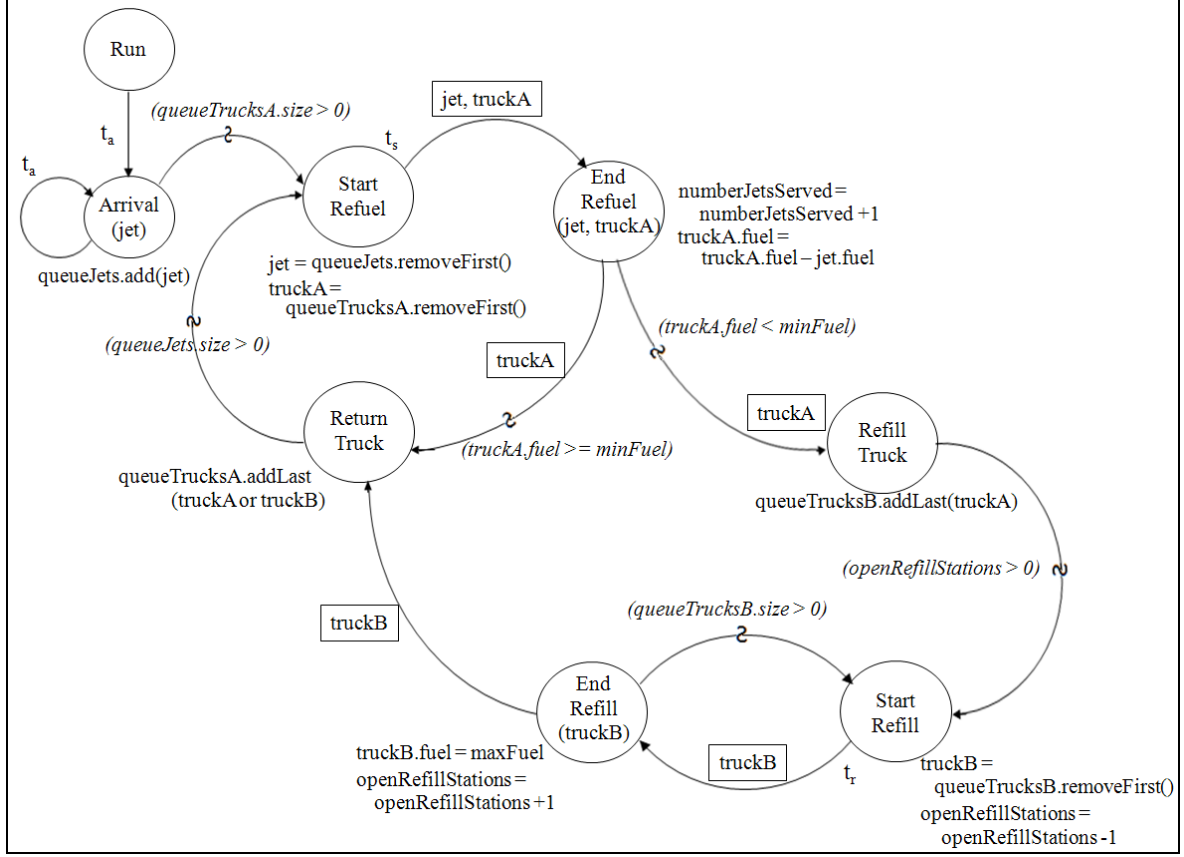 Run
(queueTrucksA.size > 0)
jet, truckA
tₐ
tₛ
tₐ
Arrival
(jet)
Start
Refuel
End
Refuel
(jet, truckA)
numberJetsServed =
numberJetsServed +1
truckA.fuel =
truckA.fuel – jet.fuel
queueJets.add(jet)
jet = queueJets.removeFirst()
truckA =
queueTrucksA.removeFirst()
(queueJets.size > 0)
(truckA.fuel < minFuel)
truckA
truckA
Return
Truck
(truckA.fuel >= minFuel)
Refill
Truck
queueTrucksA.addLast
(truckA or truckB)
queueTrucksB.addLast(truckA)
(openRefillStations > 0)
(queueTrucksB.size > 0)
truckB
End
Refill
(truckB)
Start
Refill
truckB.fuel = maxFuel
openRefillStations =
openRefillStations +1
truckB
tᵣ
truckB =
queueTrucksB.removeFirst()
openRefillStations =
openRefillStations -1